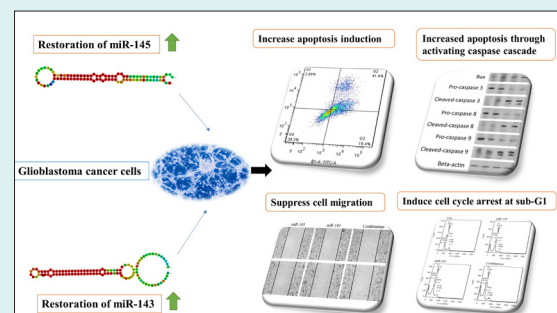 Restoration of miR-145
Glioblastoma cancer cells
Restoration of miR-143
Increase apoptosis induction
Increased apoptosis through
activating caspase cascade
Bax
Pro-caspase 3
Cleaved-caspase 3
Pro-caspase 8
Cleaved-caspase 8
Pro-caspase 9
Cleaved-caspase 9
Beta-actin
Suppress cell migration
miR-143
Combination
Induce cell cycle arrest at sub-G1
Combination